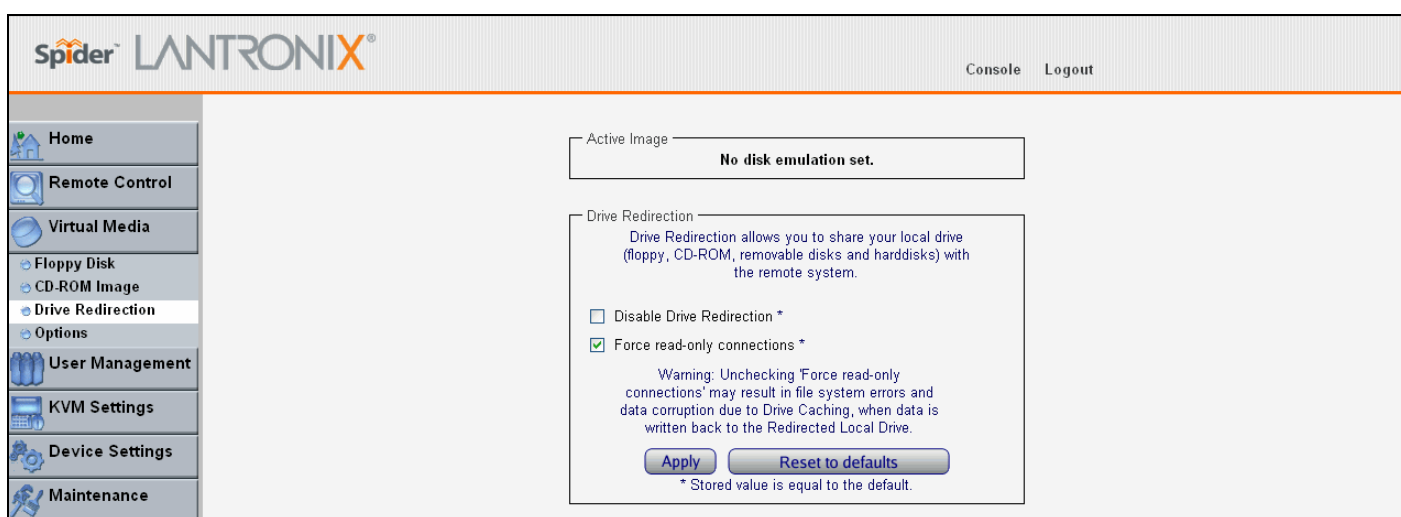 Spider™ LANTRONIX®
Console Logout
Home
Remote Control
Virtual Media
Floppy Disk
CD-ROM Image
Drive Redirection
Options
User Management
KVM Settings
Device Settings
Maintenance
Active Image
No disk emulation set.
Drive Redirection
Drive Redirection allows you to share your local drive
(floppy, CD-ROM, removable disks and harddisks) with
the remote system.
Disable Drive Redirection *
Force read-only connections *
Warning: Unchecking 'Force read-only
connections' may result in file system errors and
data corruption due to Drive Caching, when data is
written back to the Redirected Local Drive.
Apply Reset to defaults
* Stored value is equal to the default.